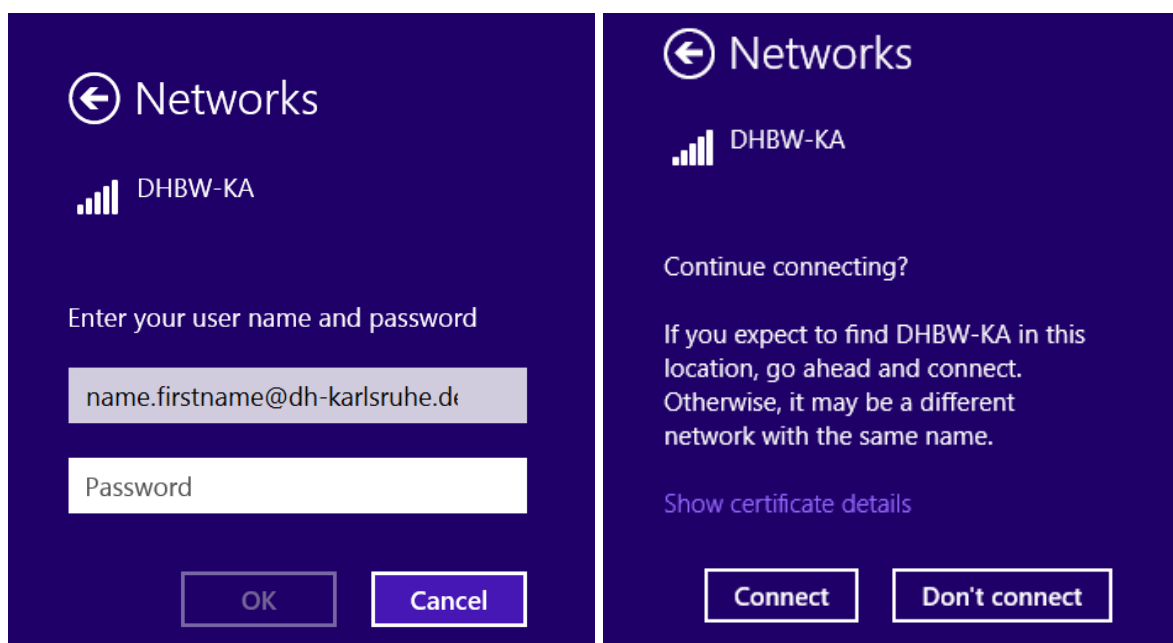 Networks
DHBW-KA
Enter your user name and password
name.firstname@dh-karlsruhe.de
Password
OK
Cancel
Networks
DHBW-KA
Continue connecting?
If you expect to find DHBW-KA in this
location, go ahead and connect.
Otherwise, it may be a different
network with the same name.
Show certificate details
Connect
Don't connect